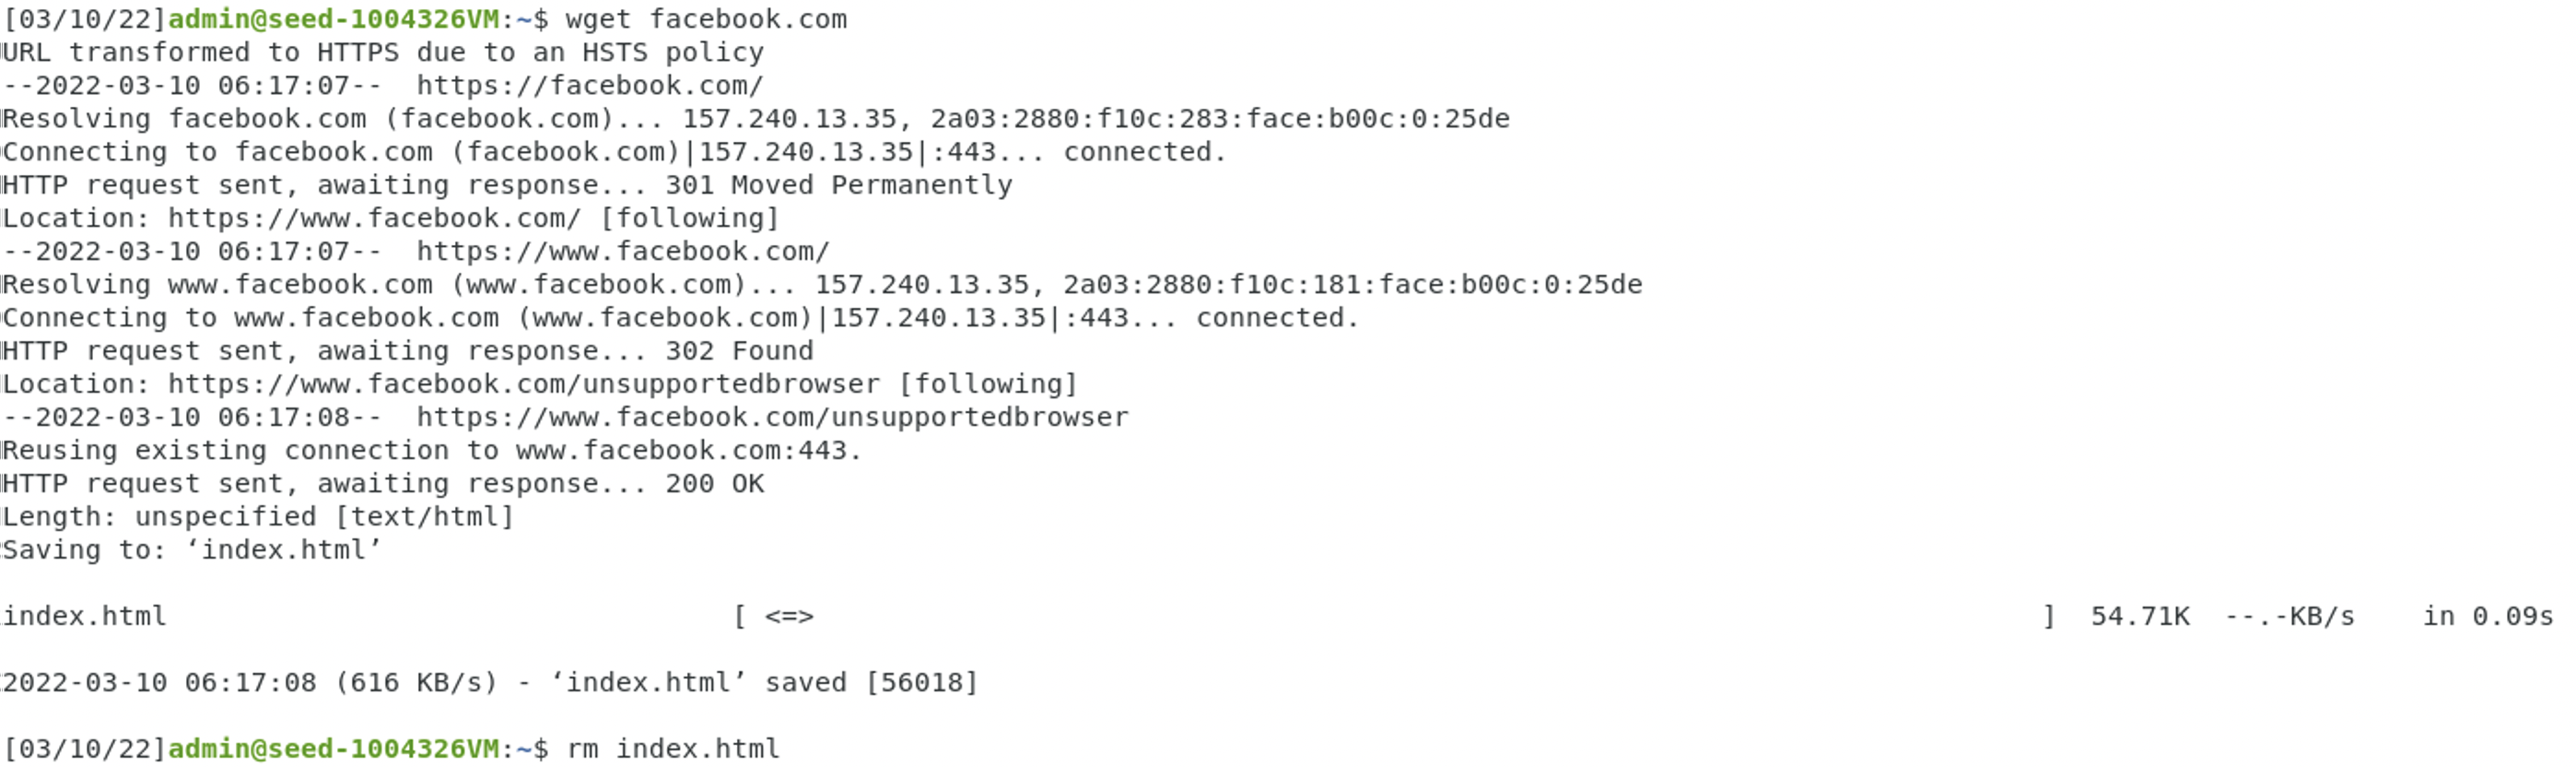 [03/10/22]admin@seed-1004326VM:~$ wget facebook.com
URL transformed to HTTPS due to an HSTS policy
--2022-03-10 06:17:07--  https://facebook.com/
Resolving facebook.com (facebook.com)... 157.240.13.35, 2a03:2880:f10c:283:face:b00c:0:25de
Connecting to facebook.com (facebook.com)|157.240.13.35|:443... connected.
HTTP request sent, awaiting response... 301 Moved Permanently
Location: https://www.facebook.com/ [following]
--2022-03-10 06:17:07--  https://www.facebook.com/
Resolving www.facebook.com (www.facebook.com)... 157.240.13.35, 2a03:2880:f10c:181:face:b00c:0:25de
Connecting to www.facebook.com (www.facebook.com)|157.240.13.35|:443... connected.
HTTP request sent, awaiting response... 302 Found
Location: https://www.facebook.com/unsupportedbrowser [following]
--2022-03-10 06:17:08--  https://www.facebook.com/unsupportedbrowser
Reusing existing connection to www.facebook.com:443.
HTTP request sent, awaiting response... 200 OK
Length: unspecified [text/html]
Saving to: ‘index.html’
index.html                                   [ <=>                                                                           ]  54.71K  --.-KB/s    in 0.09s
2022-03-10 06:17:08 (616 KB/s) - ‘index.html’ saved [56018]
[03/10/22]admin@seed-1004326VM:~$ rm index.html